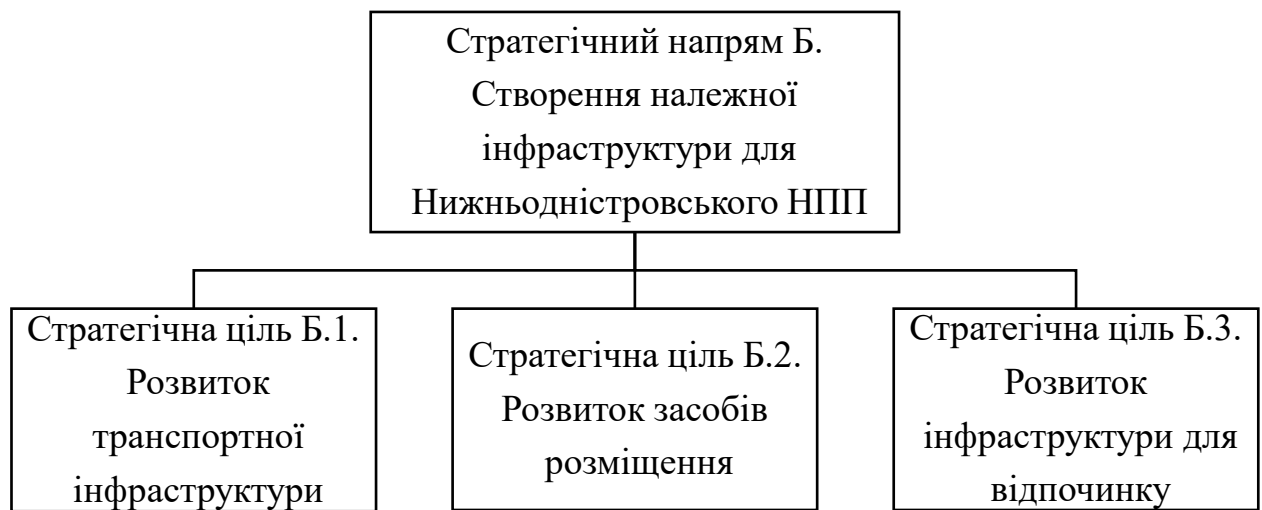 Стратегічний напрям Б.
Створення належної
інфраструктури для
Нижньодністровського НПП
Стратегічна ціль Б.1.
Розвиток
транспортної
інфраструктури
Стратегічна ціль Б.2.
Розвиток засобів
розміщення
Стратегічна ціль Б.3.
Розвиток
інфраструктури для
відпочинку